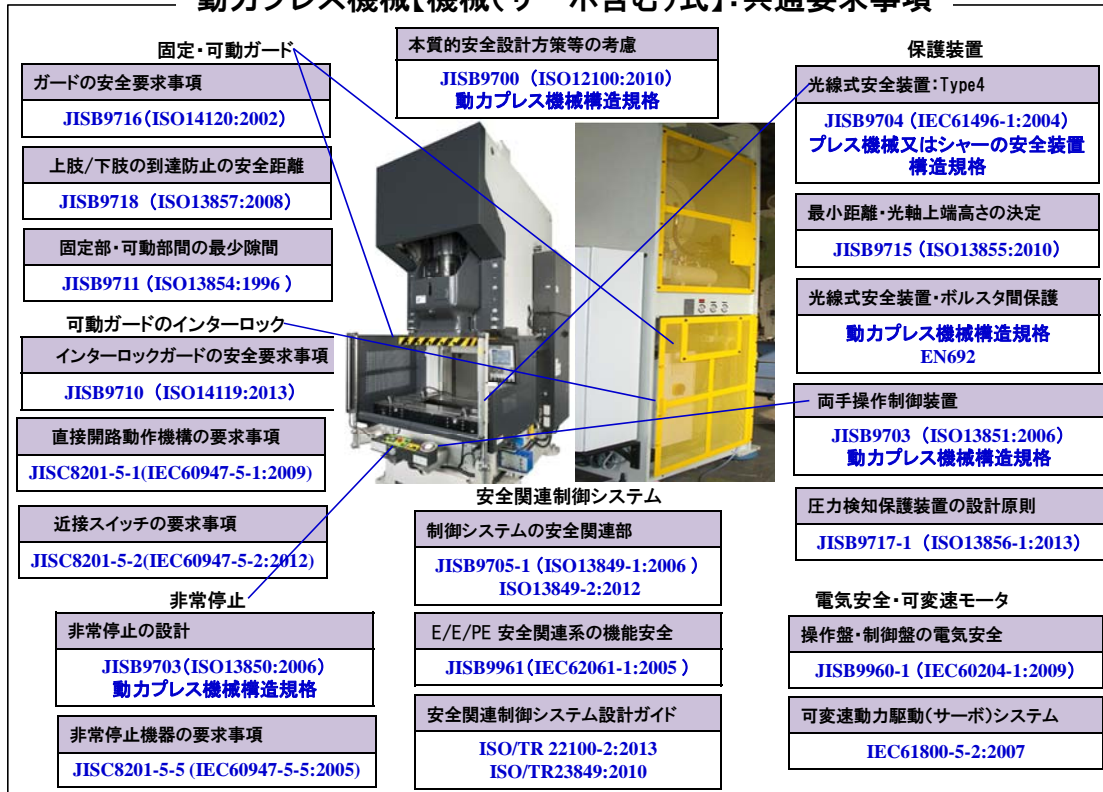 動力プレス機械【機械(サーボ含む)式】：共通要求事項
固定・可動ガード
ガードの安全要求事項
JISB9716(ISO14120:2002)
上肢/下肢の到達防止の安全距離
JISB9718 (ISO13857:2008)
固定部・可動部間の最少隙間
JISB9711 (ISO13854:1996 )
可動ガードのインターロック
インターロックガードの安全要求事項
JISB9710 (ISO14119:2013)
直接開路動作機構の要求事項
JISC8201-5-1(IEC60947-5-1:2009)
近接スイッチの要求事項
JISC8201-5-2(IEC60947-5-2:2012)
非常停止
非常停止の設計
JISB9703(ISO13850:2006)
動力プレス機械構造規格
非常停止機器の要求事項
JISC8201-5-5 (IEC60947-5-5:2005)
本質的安全設計方策等の考慮
JISB9700 (ISO12100:2010)
動力プレス機械構造規格
安全関連制御システム
制御システムの安全関連部
JISB9705-1 (ISO13849-1:2006 )
ISO13849-2:2012
E/E/PE 安全関連系の機能安全
JISB9961(IEC62061-1:2005 )
安全関連制御システム設計ガイド
ISO/TR 22100-2:2013
ISO/TR23849:2010
保護装置
光線式安全装置：Type4
JISB9704 (IEC61496-1:2004)
プレス機械又はシャーの安全装置
構造規格
最小距離・光軸上端高さの決定
JISB9715 (ISO13855:2010)
光線式安全装置・ボルスタ間保護
動力プレス機械構造規格
EN692
両手操作制御装置
JISB9703 (ISO13851:2006)
動力プレス機械構造規格
圧力検知保護装置の設計原則
JISB9717-1 (ISO13856-1:2013)
電気安全・可変速モータ
操作盤・制御盤の電気安全
JISB9960-1 (IEC60204-1:2009)
可変速動力駆動(サーボ)システム
IEC61800-5-2:2007